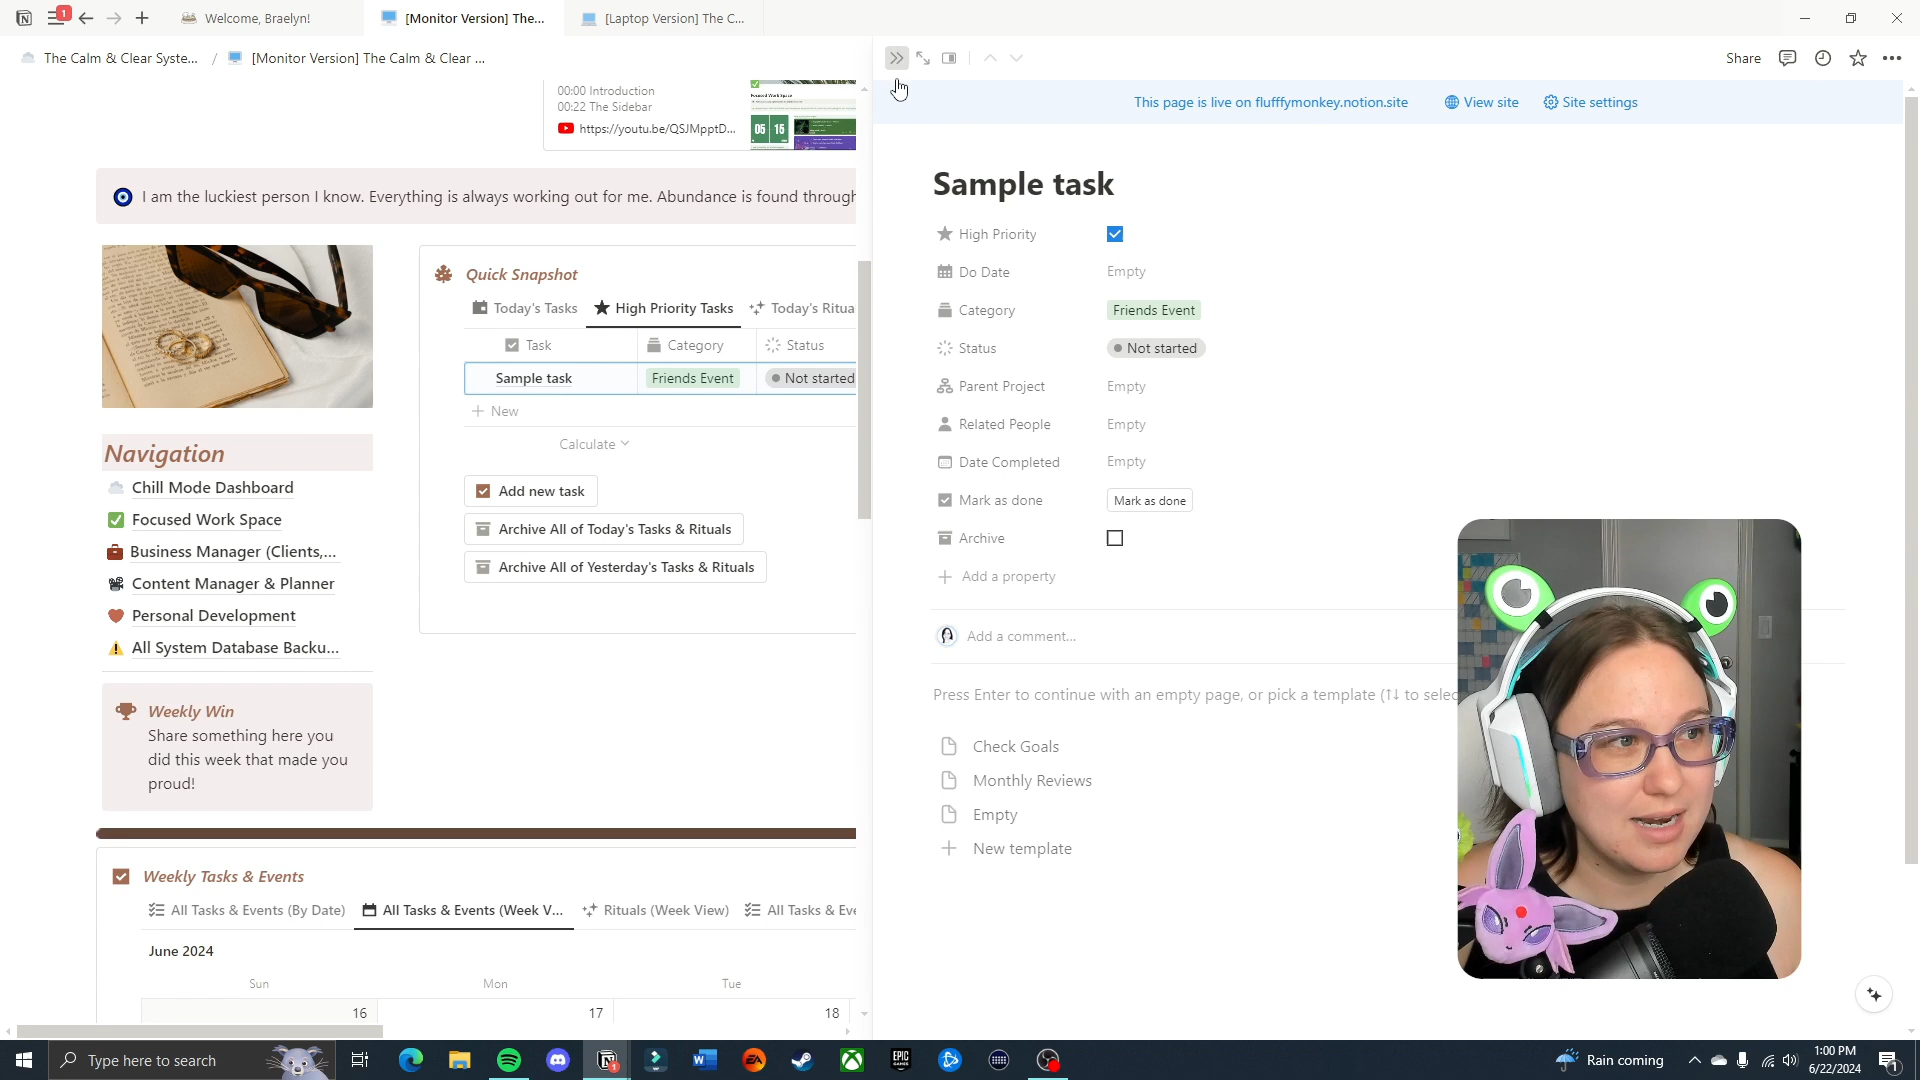 1
Welcome, Braelyn!
[Monitor Version] The...
[Laptop Version] The C...
The Calm & Clear Syste...
/
[Monitor Version] The Calm & Clear ...
Share
00:00 Introduction
00:22 The Sidebar
https://youtu.be/QSJMpptD...
Focused Work Space
05 15
This page is live on flufffymonkey.notion.site
View site
Site settings
I am the luckiest person I know. Everything is always working out for me. Abundance is found through
Navigation
Chill Mode Dashboard
Focused Work Space
Business Manager (Clients,...
Content Manager & Planner
Personal Development
All System Database Backu...
Weekly Win
Share something here you
did this week that made you
proud!
Quick Snapshot
Today's Tasks
High Priority Tasks
Today's Ritua
Task
Category
Status
Sample task
Friends Event
Not started
+ New
Calculate
Add new task
Archive All of Today's Tasks & Rituals
Archive All of Yesterday's Tasks & Rituals
Weekly Tasks & Events
All Tasks & Events (By Date)
All Tasks & Events (Week V...
Rituals (Week View)
All Tasks & Eve
June 2024
Sun
Mon
Tue
16
17
18
Sample task
High Priority
Do Date
Empty
Category
Friends Event
Status
Not started
Parent Project
Empty
Related People
Empty
Date Completed
Empty
Mark as done
Mark as done
Archive
+ Add a property
Add a comment...
Press Enter to continue with an empty page, or pick a template (↑↓ to selec
Check Goals
Monthly Reviews
Empty
+ New template
Type here to search
EPIC
GAMES
Rain coming
1:00 PM
6/22/2024
1